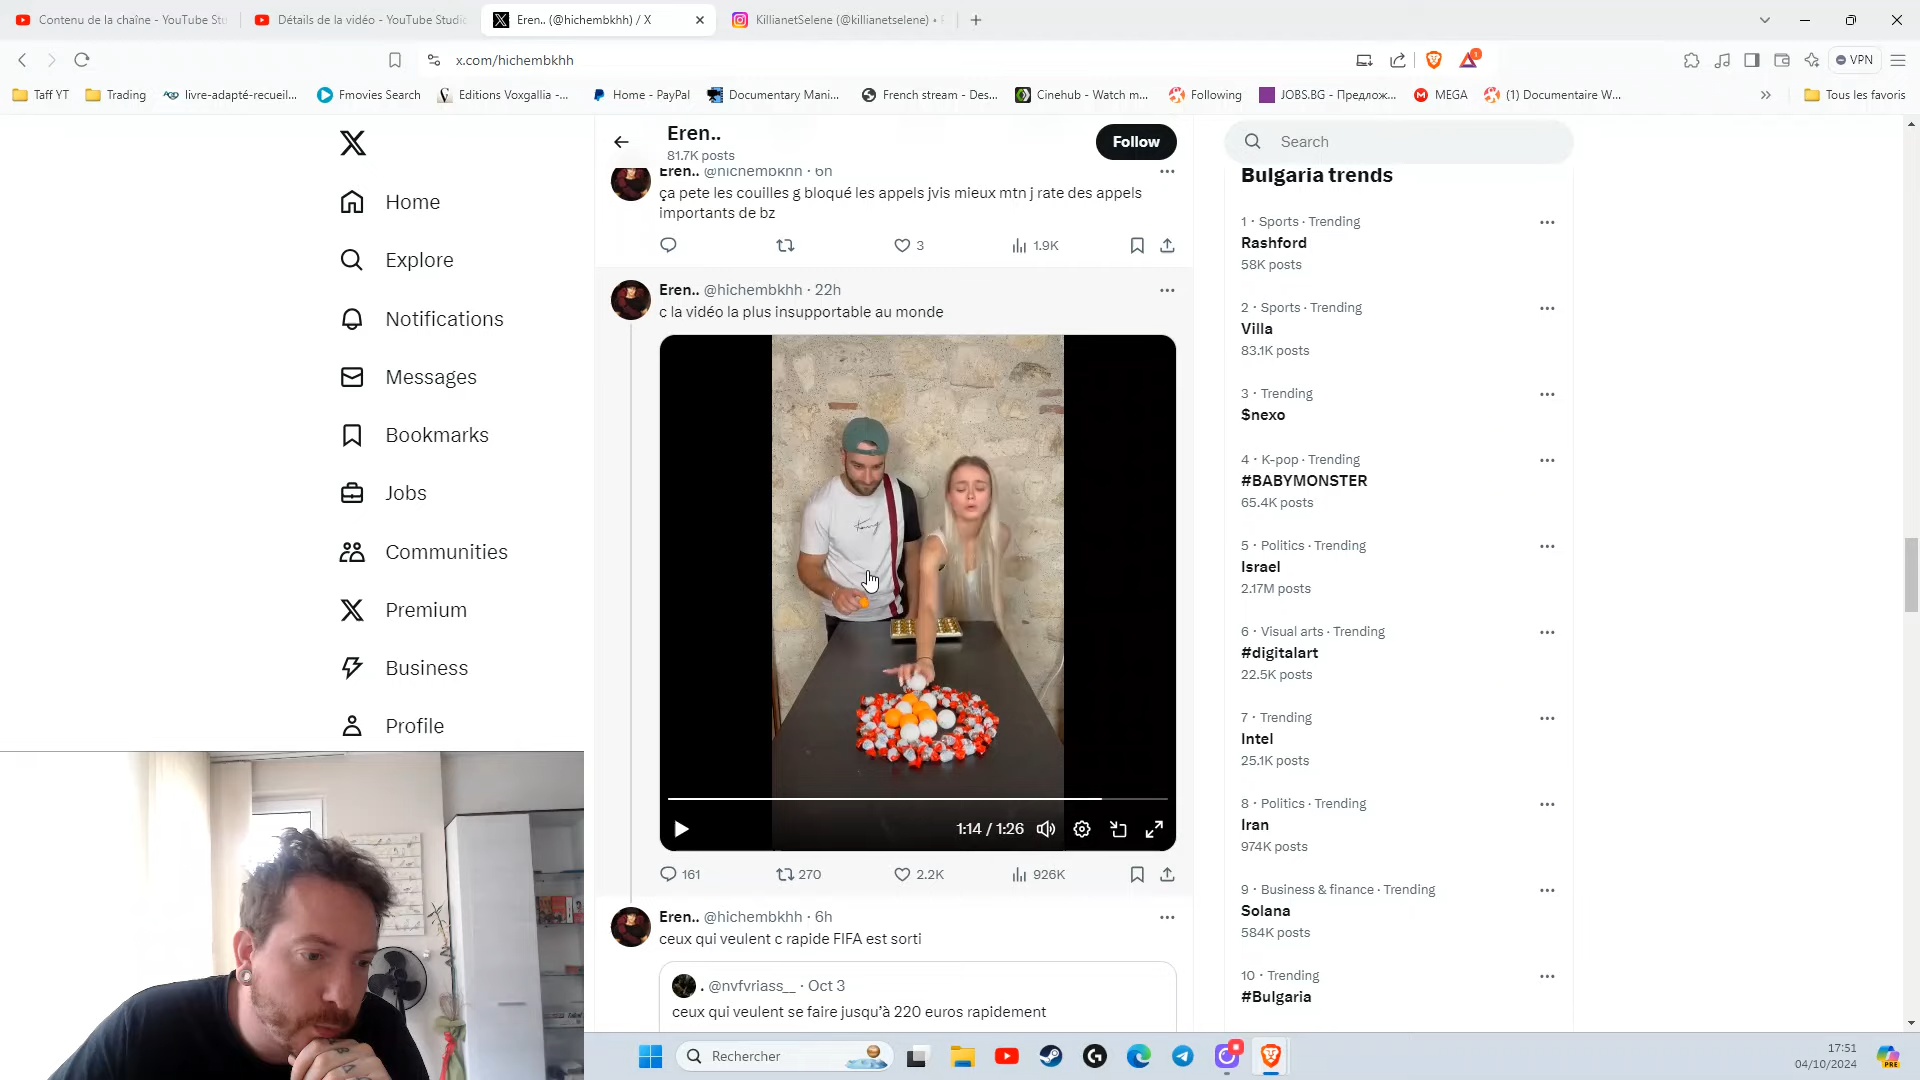 Contenu de la chaîne - YouTube Stu
Détails de la vidéo - YouTube Studio
Eren.. (@hichembkhh) / X
KillianetSelene (@killianetselene) •
x.com/hichembkhh
1
VPN
Taff YT
Trading
livre-adapté-recueil...
Fmovies Search
Editions Voxgallia -...
Home - PayPal
Documentary Mani...
French stream - Des...
Cinehub - Watch m...
Following
JOBS.BG - Предлож...
MEGA
(1) Documentaire W...
Tous les favoris
Home
Explore
Notifications
Messages
Bookmarks
Jobs
Communities
Premium
Business
Profile
Eren..
81.7K posts
Follow
Eren.. @hichembkhh · 6h
ça pete les couilles g bloqué les appels jvis mieux mtn j rate des appels
importants de bz
3
1.9K
Eren.. @hichembkhh · 22h
c la vidéo la plus insupportable au monde
1:14 / 1:26
161
270
2.2K
926K
Eren.. @hichembkhh · 6h
ceux qui veulent c rapide FIFA est sorti
. @nvfvriass__ · Oct 3
ceux qui veulent se faire jusqu'à 220 euros rapidement
Search
Bulgaria trends
1 · Sports · Trending
Rashford
58K posts
2 · Sports · Trending
Villa
83.1K posts
3 · Trending
$nexo
4 · K-pop · Trending
#BABYMONSTER
65.4K posts
5 · Politics · Trending
Israel
2.17M posts
6 · Visual arts · Trending
#digitalart
22.5K posts
7 · Trending
Intel
25.1K posts
8 · Politics · Trending
Iran
974K posts
9 · Business & finance · Trending
Solana
584K posts
10 · Trending
#Bulgaria
Rechercher
17:51
04/10/2024
PRE